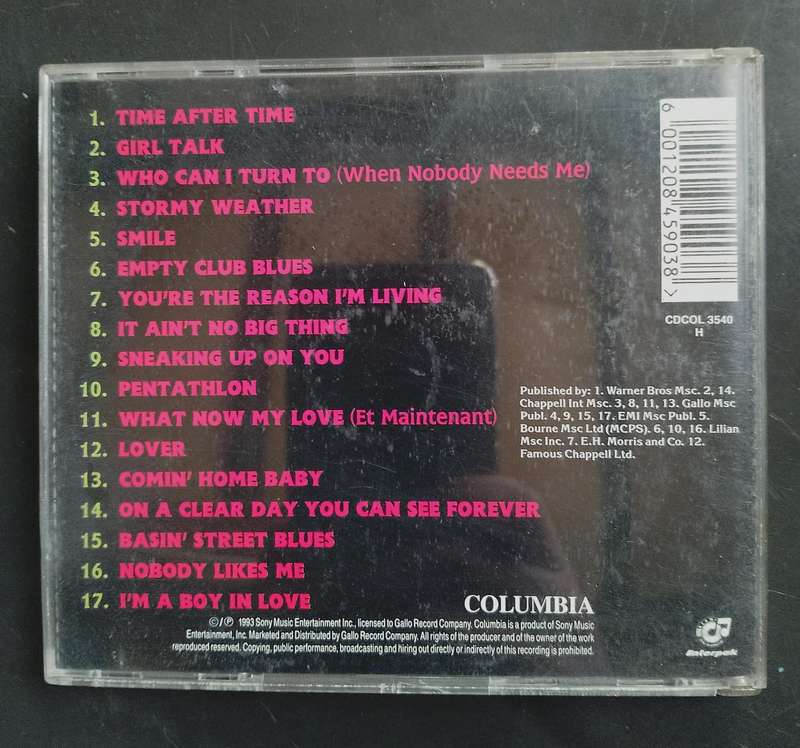 1. TIME AFTER TIME
2. GIRL TALK
3. WHO CAN I TURN TO (When Nobody Needs Me)
4. STORMY WEATHER
5. SMILE
6. EMPTY CLUB BLUES
7. YOU'RE THE REASON I'M LIVING
8. IT AIN'T NO BIG THING
9. SNEAKING UP ON YOU
10. PENTATHLON
11. WHAT NOW MY LOVE (Et Maintenant)
12. LOVER
13. COMIN' HOME BABY
14. ON A CLEAR DAY YOU CAN SEE FOREVER
15. BASIN' STREET BLUES
16. NOBODY LIKES ME
17. I'M A BOY IN LOVE
6 001208 459038 >
CDCOL 3540
H
Published by: 1. Warner Bros Msc. 2, 14.
Chappell Int Msc. 3, 8, 11, 13. Gallo Msc
Publ. 4, 9, 15, 17. EMI Msc Publ. 5.
Bourne Msc Ltd (MCPS). 6, 10, 16. Lilian
Msc Inc. 7. E.H. Morris and Co. 12.
Famous Chappell Ltd.
COLUMBIA
©/℗ 1993 Sony Music Entertainment Inc., licensed to Gallo Record Company. Columbia is a product of Sony Music
Entertainment, Inc. Marketed and Distributed by Gallo Record Company. All rights of the producer and of the owner of the work
reproduced reserved. Copying, public performance, broadcasting and hiring out directly or indirectly of this recording is prohibited.
interpak